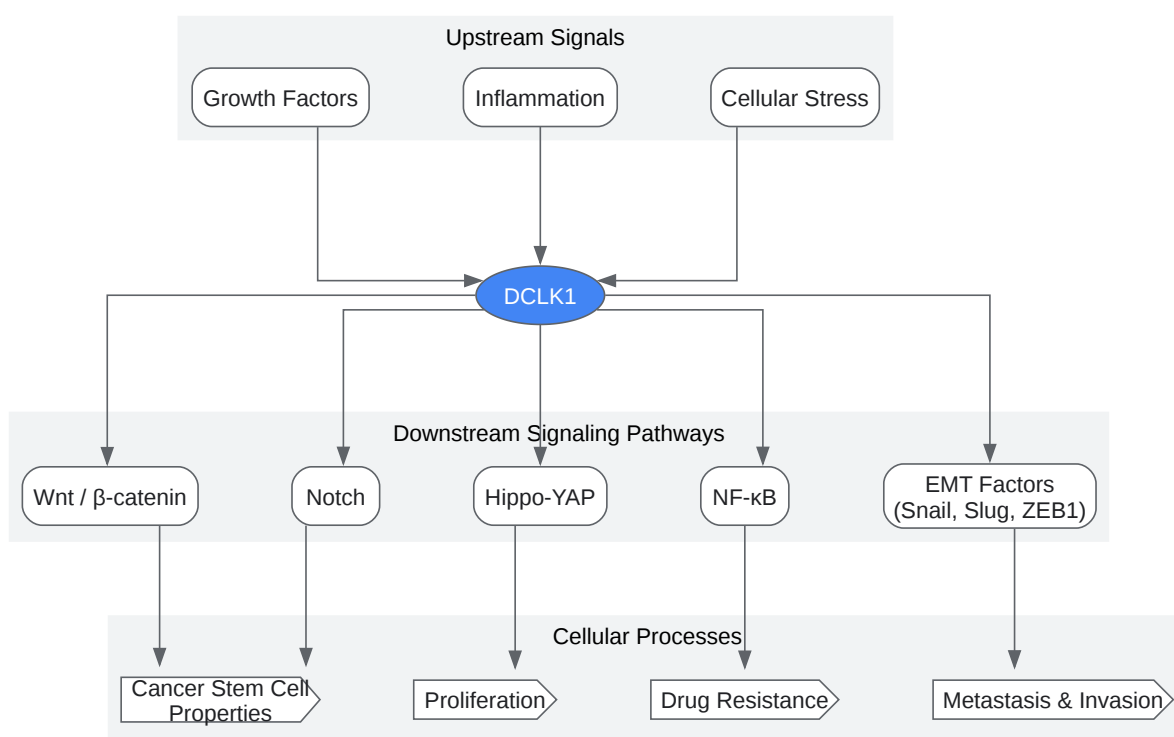 Upstream Signals
Growth Factors
Inflammation
Cellular Stress
DCLK1
Downstream Signaling Pathways
Wnt / β-catenin
Notch
Hippo-YAP
NF-κB
EMT Factors
(Snail, Slug, ZEB1)
Cellular Processes
Cancer Stem Cell
Properties
Proliferation
Drug Resistance
Metastasis & Invasion